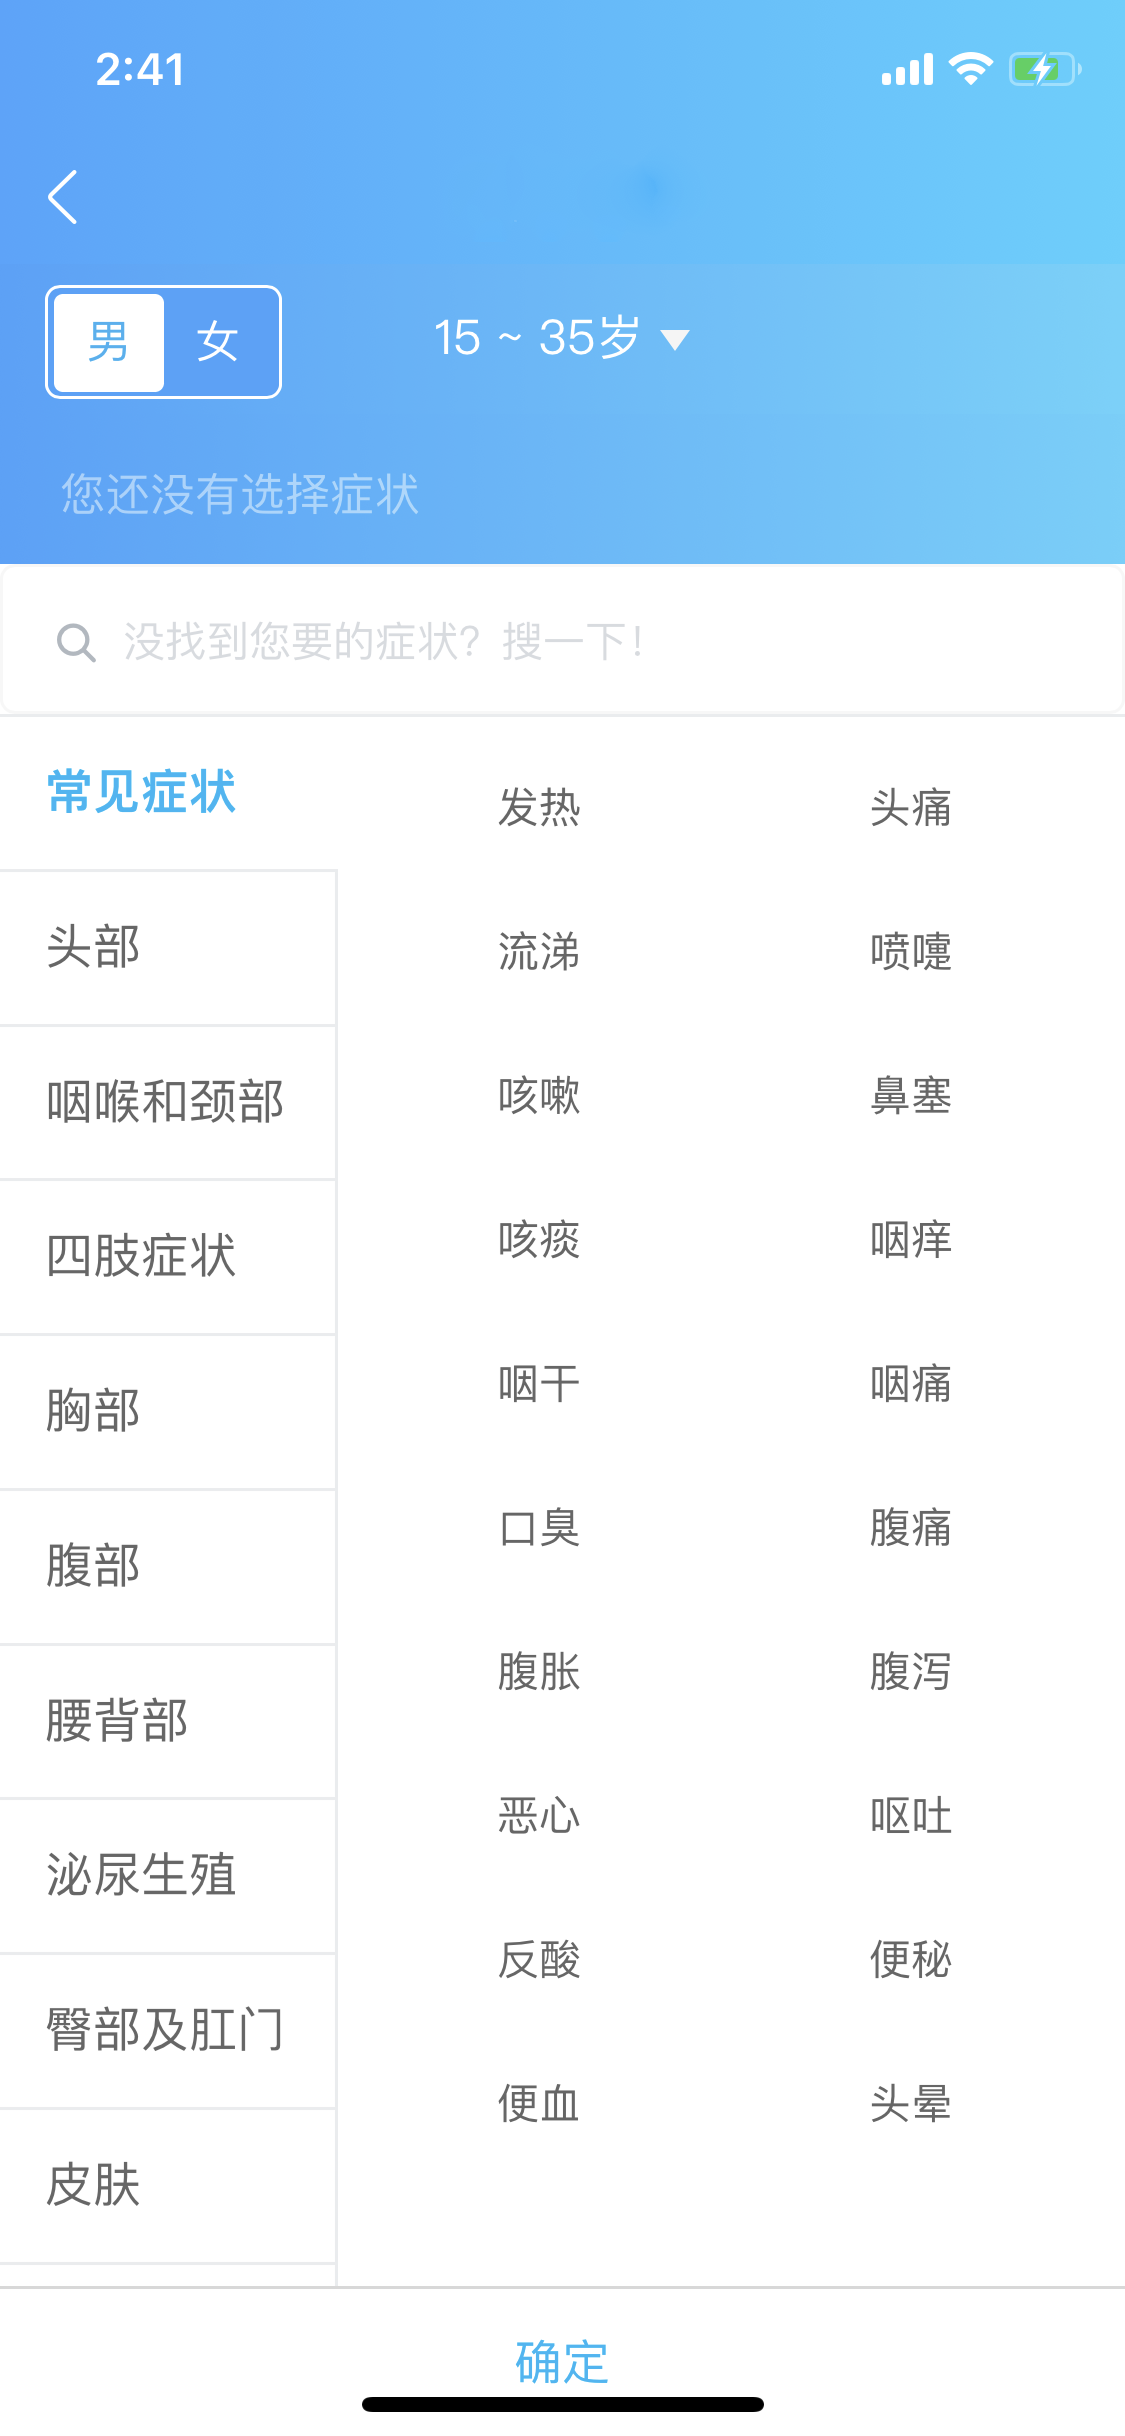 2:41
男 女 15 ~ 35岁
您还没有选择症状
没找到您要的症状？搜一下！
常见症状
头部
咽喉和颈部
四肢症状
胸部
腹部
腰背部
泌尿生殖
臀部及肛门
皮肤
发热 头痛
流涕 喷嚏
咳嗽 鼻塞
咳痰 咽痒
咽干 咽痛
口臭 腹痛
腹胀 腹泻
恶心 呕吐
反酸 便秘
便血 头晕
确定